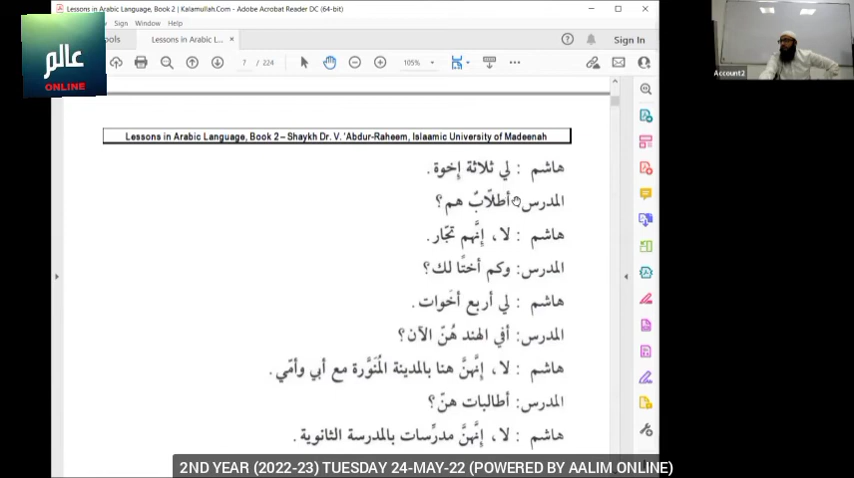 Lessons in Arabic Language, Book 2 | Kalamullah.Com - Adobe Acrobat Reader DC (64-bit)
Sign Window Help
ools
Lessons in Arabic L... ×
Sign In
7 / 224
105%
عالم
ONLINE
Account2
Lessons in Arabic Language, Book 2 – Shaykh Dr. V. 'Abdur-Raheem, Islaamic University of Madeenah
هاشم : لي ثلاثة إخوة.
المدرس: أطلّابٌ هم؟
هاشم : لا، إنَّهم تجّار.
المدرس: وكم أختًا لك؟
هاشم : لي أربع أخَوات.
المدرس: أفي الهند هُنّ الآن؟
هاشم : لا، إنَّهنَّ هنا بالمدينة المُنَوَّرة مع أبي وأمّي.
المدرس: أطالبات هنّ؟
هاشم : لا، إنَّهنَّ مدرِّسات بالمدرسة الثانوية.
2ND YEAR (2022-23) TUESDAY 24-MAY-22 (POWERED BY AALIM ONLINE)